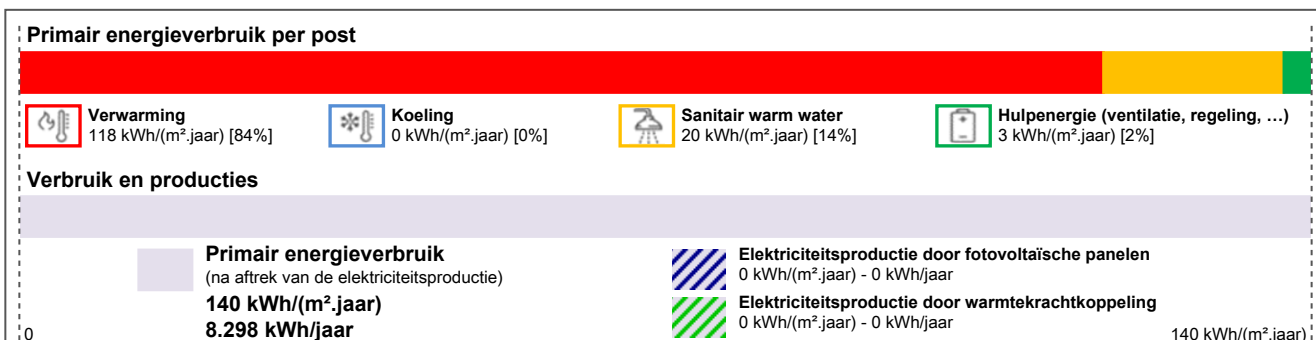 Primair energieverbruik per post
Verwarming
118 kWh/(m².jaar) [84%]
Koeling
0 kWh/(m².jaar) [0%]
Sanitair warm water
20 kWh/(m².jaar) [14%]
Hulpenergie (ventilatie, regeling, …)
3 kWh/(m².jaar) [2%]
Verbruik en producties
Primair energieverbruik
(na aftrek van de elektriciteitsproductie)
140 kWh/(m².jaar)
8.298 kWh/jaar
Elektriciteitsproductie door fotovoltaïsche panelen
0 kWh/(m².jaar) - 0 kWh/jaar
Elektriciteitsproductie door warmtekrachtkoppeling
0 kWh/(m².jaar) - 0 kWh/jaar
0
140 kWh/(m².jaar)